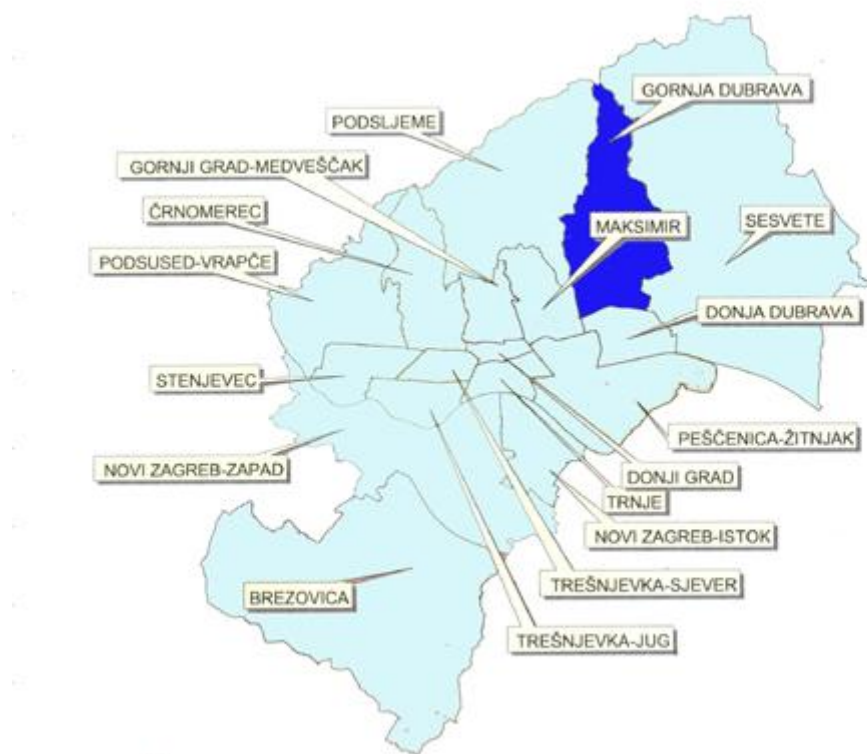 GORNJA DUBRAVA
PODSLJEME
GORNJI GRAD-MEDVEŠČAK
ČRNOMEREC
MAKSIMIR
SESVETE
PODSUSED-VRAPČE
DONJA DUBRAVA
STENJEVEC
PEŠČENICA-ŽITNJAK
NOVI ZAGREB-ZAPAD
DONJI GRAD
TRNJE
NOVI ZAGREB-ISTOK
TREŠNJEVKA-SJEVER
BREZOVICA
TREŠNJEVKA-JUG